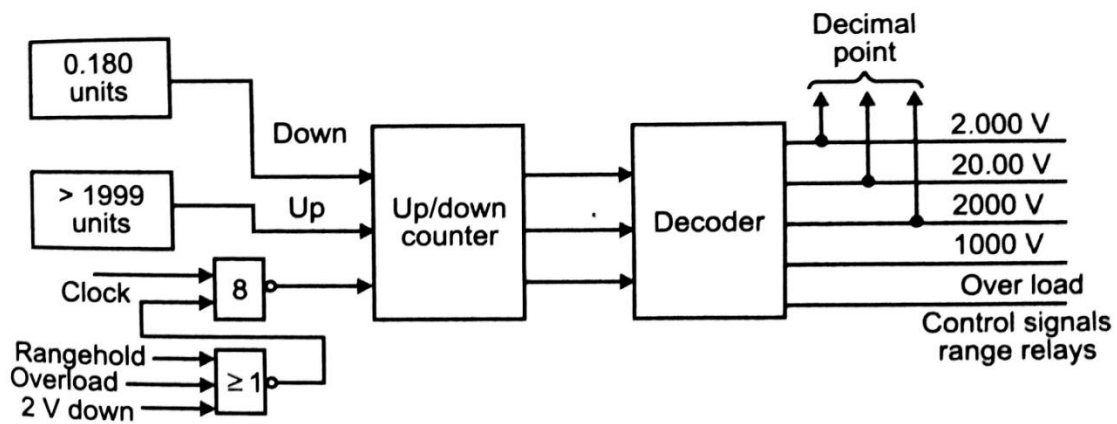 Decimal
point
0.180
units
Down
> 1999
units
Up
Up/down
counter
Decoder
2.000 V
20.00 V
2000 V
1000 V
Over load
Control signals
range relays
Clock
8
Rangehold
Overload
2 V down
≥ 1